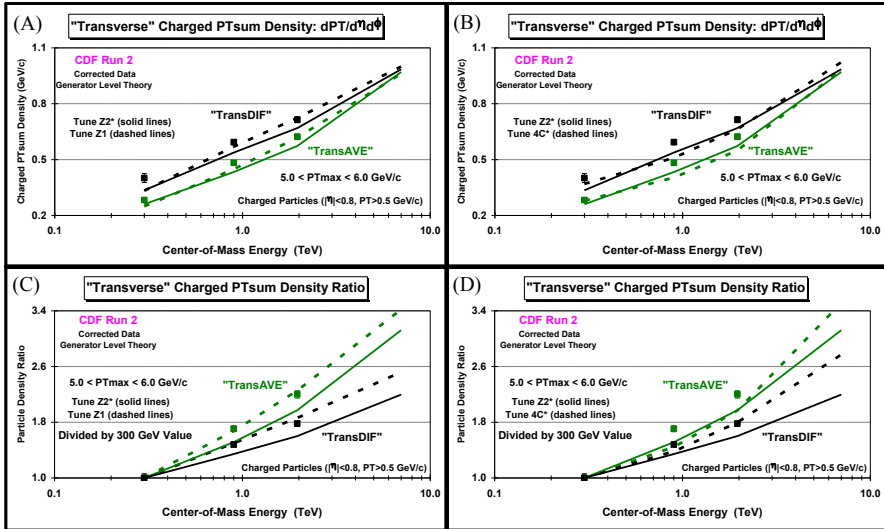 (A)
"Transverse" Charged PTsum Density: dPT/dηdϕ
Charged PTsum Density (GeV/c)
1.1
0.8
0.5
0.2
CDF Run 2
Corrected Data
Generator Level Theory
Tune Z2* (solid lines)
Tune Z1 (dashed lines)
"TransDIF"
"TransAVE"
5.0 < PTmax < 6.0 GeV/c
Charged Particles (|η|<0.8, PT>0.5 GeV/c)
0.1 1.0 10.0
Center-of-Mass Energy (TeV)
(B)
"Transverse" Charged PTsum Density: dPT/dηdϕ
Charged PTsum Density (GeV/c)
1.1
0.8
0.5
0.2
CDF Run 2
Corrected Data
Generator Level Theory
Tune Z2* (solid lines)
Tune 4C* (dashed lines)
"TransDIF"
"TransAVE"
5.0 < PTmax < 6.0 GeV/c
Charged Particles (|η|<0.8, PT>0.5 GeV/c)
0.1 1.0 10.0
Center-of-Mass Energy (TeV)
(C)
"Transverse" Charged PTsum Density Ratio
Particle Density Ratio
3.4
2.6
1.8
1.0
CDF Run 2
Corrected Data
Generator Level Theory
5.0 < PTmax < 6.0 GeV/c
"TransAVE"
Tune Z2* (solid lines)
Tune Z1 (dashed lines)
Divided by 300 GeV Value
"TransDIF"
Charged Particles (|η|<0.8, PT>0.5 GeV/c)
0.1 1.0 10.0
Center-of-Mass Energy (TeV)
(D)
"Transverse" Charged PTsum Density Ratio
Particle Density Ratio
3.4
2.6
1.8
1.0
CDF Run 2
Corrected Data
Generator Level Theory
5.0 < PTmax < 6.0 GeV/c
"TransAVE"
Tune Z2* (solid lines)
Tune 4C* (dashed lines)
Divided by 300 GeV Value
"TransDIF"
Charged Particles (|η|<0.8, PT>0.5 GeV/c)
0.1 1.0 10.0
Center-of-Mass Energy (TeV)